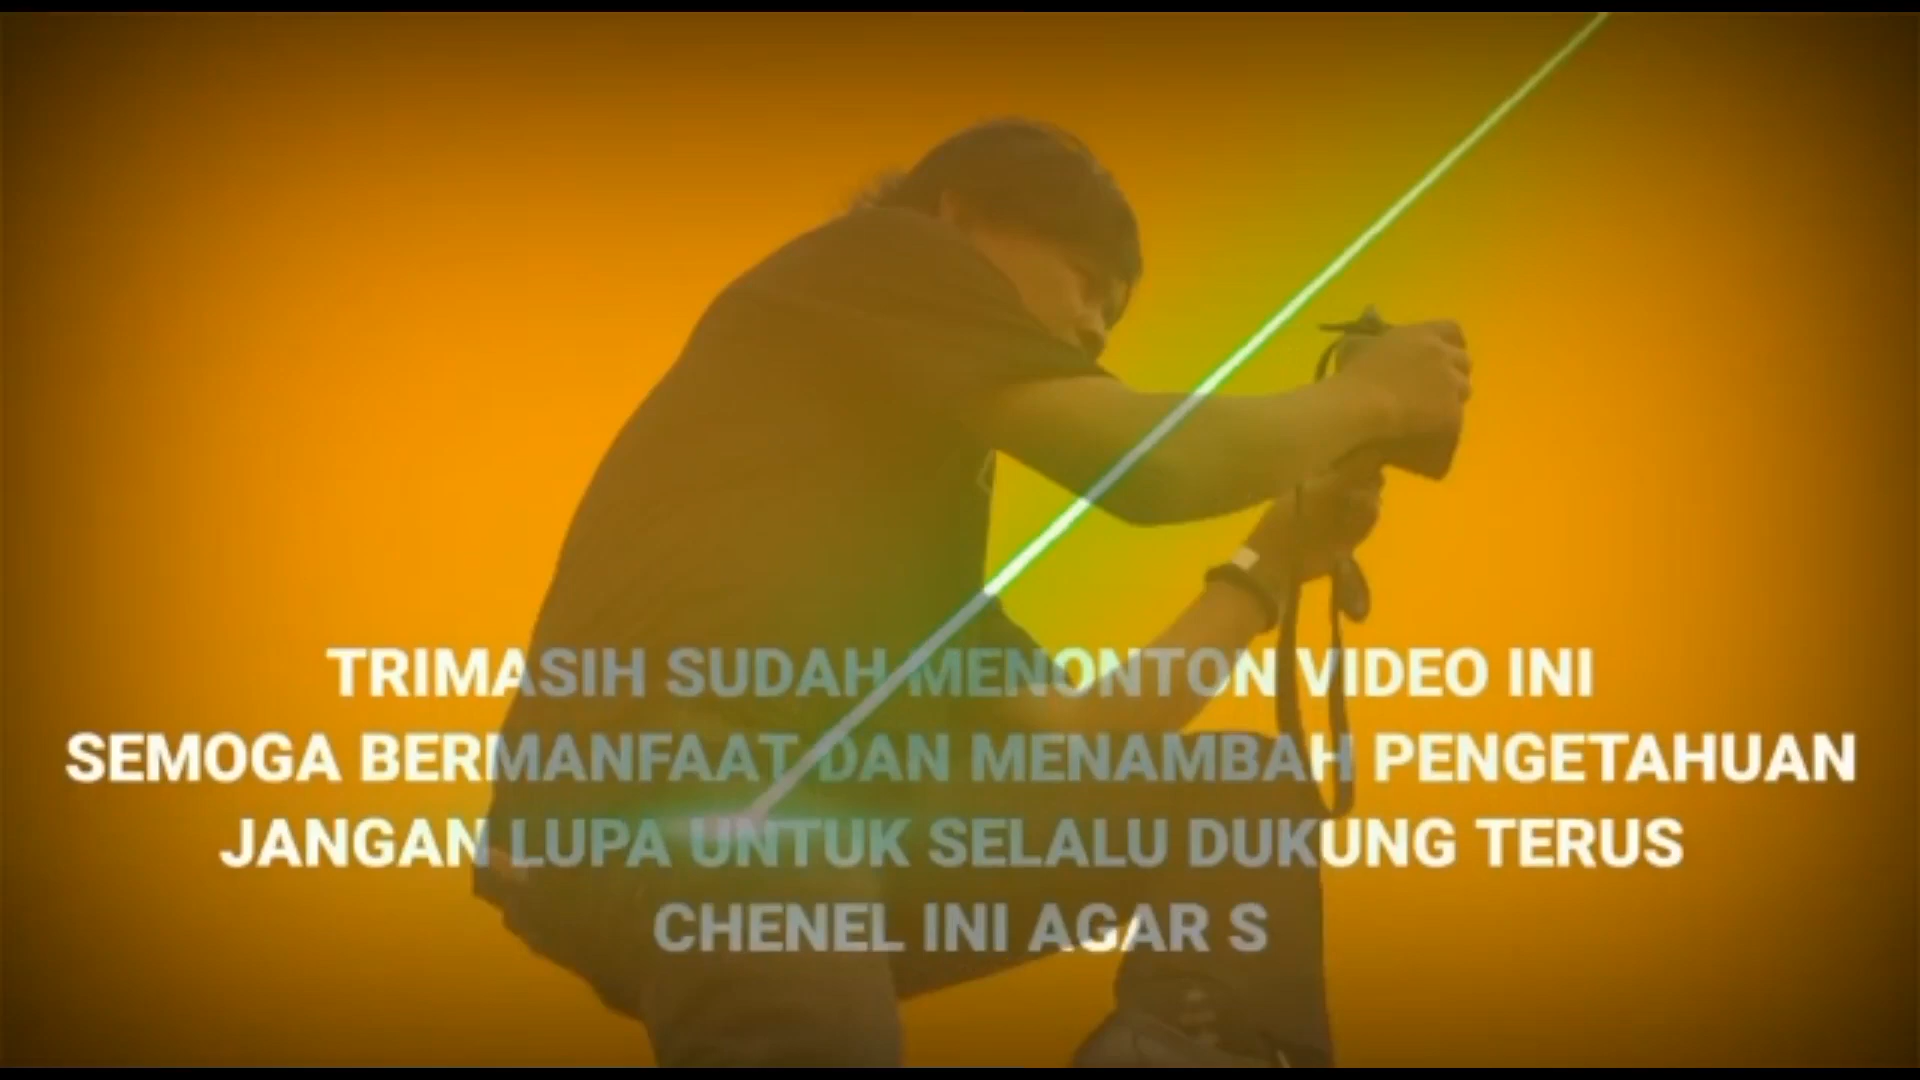 TRIMASIH SUDAH MENONTON VIDEO INI
SEMOGA BERMANFAAT DAN MENAMBAH PENGETAHUAN
JANGAN LUPA UNTUK SELALU DUKUNG TERUS
CHENEL INI AGAR S